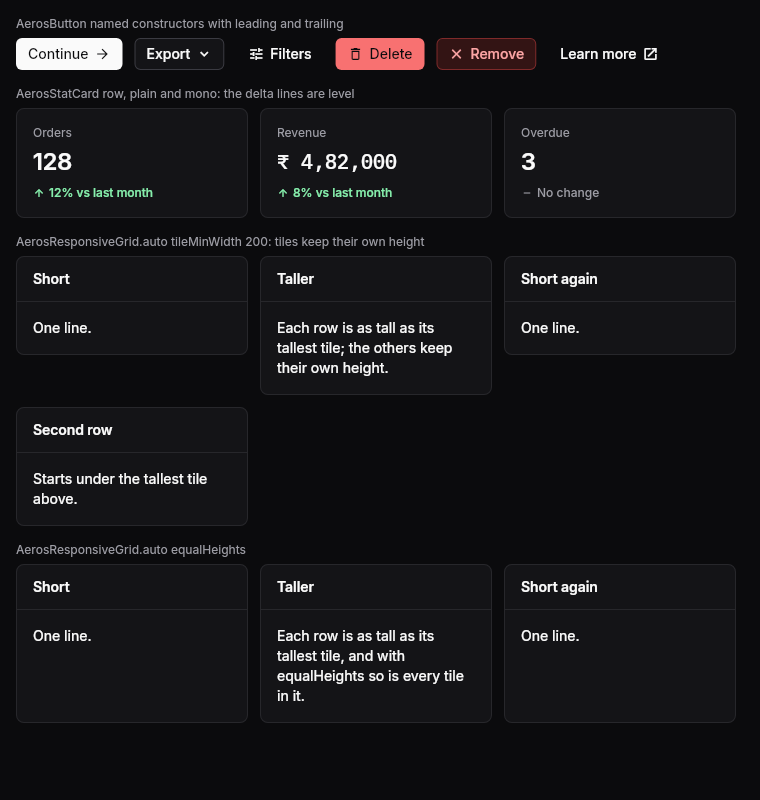 AerosButton named constructors with leading and trailing
Continue
Export
Filters
Delete
Remove
Learn more
AerosStatCard row, plain and mono: the delta lines are level
Orders
128
12% vs last month
Revenue
₹ 4,82,000
8% vs last month
Overdue
3
No change
AerosResponsiveGrid.auto tileMinWidth 200: tiles keep their own height
Short
One line.
Taller
Each row is as tall as its
tallest tile; the others keep
their own height.
Short again
One line.
Second row
Starts under the tallest tile
above.
AerosResponsiveGrid.auto equalHeights
Short
One line.
Taller
Each row is as tall as its
tallest tile, and with
equalHeights so is every tile
in it.
Short again
One line.